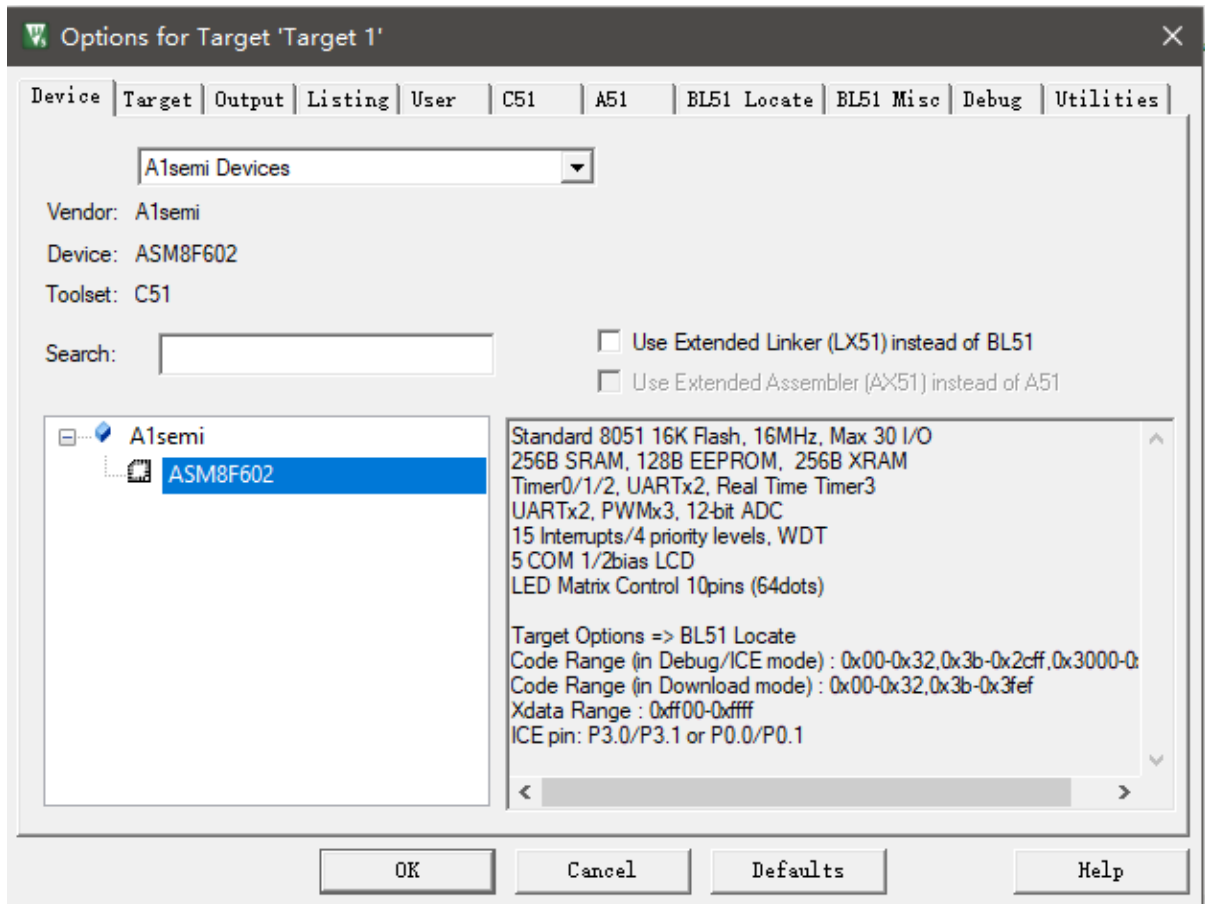 Options for Target 'Target 1'
Device Target Output Listing User C51 A51 BL51 Locate BL51 Misc Debug Utilities
A1semi Devices
Vendor: A1semi
Device: ASM8F602
Toolset: C51
Search:
Use Extended Linker (LX51) instead of BL51
Use Extended Assembler (AX51) instead of A51
A1semi
ASM8F602
Standard 8051 16K Flash, 16MHz, Max 30 I/O
256B SRAM, 128B EEPROM, 256B XRAM
Timer0/1/2, UARTx2, Real Time Timer3
UARTx2, PWMx3, 12-bit ADC
15 Interrupts/4 priority levels, WDT
5 COM 1/2bias LCD
LED Matrix Control 10pins (64dots)
Target Options => BL51 Locate
Code Range (in Debug/ICE mode) : 0x00-0x32,0x3b-0x2cff,0x3000-0
Code Range (in Download mode) : 0x00-0x32,0x3b-0x3fef
Xdata Range : 0xff00-0xffff
ICE pin: P3.0/P3.1 or P0.0/P0.1
OK Cancel Defaults Help